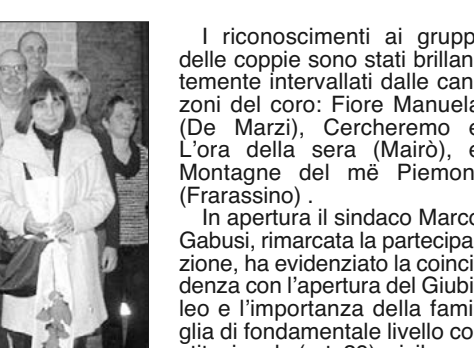 I riconoscimenti ai grupp
delle coppie sono stati brillan
temente intervallati dalle can
zoni del coro: Fiore Manuela
(De Marzi), Cercheremo e
L'ora della sera (Mairò), e
Montagne del më Piemon
(Frarassino) .
In apertura il sindaco Marco
Gabusi, rimarcata la partecipa
zione, ha evidenziato la coinci
denza con l'apertura del Giubi
leo e l'importanza della fami
glia di fondamentale livello co